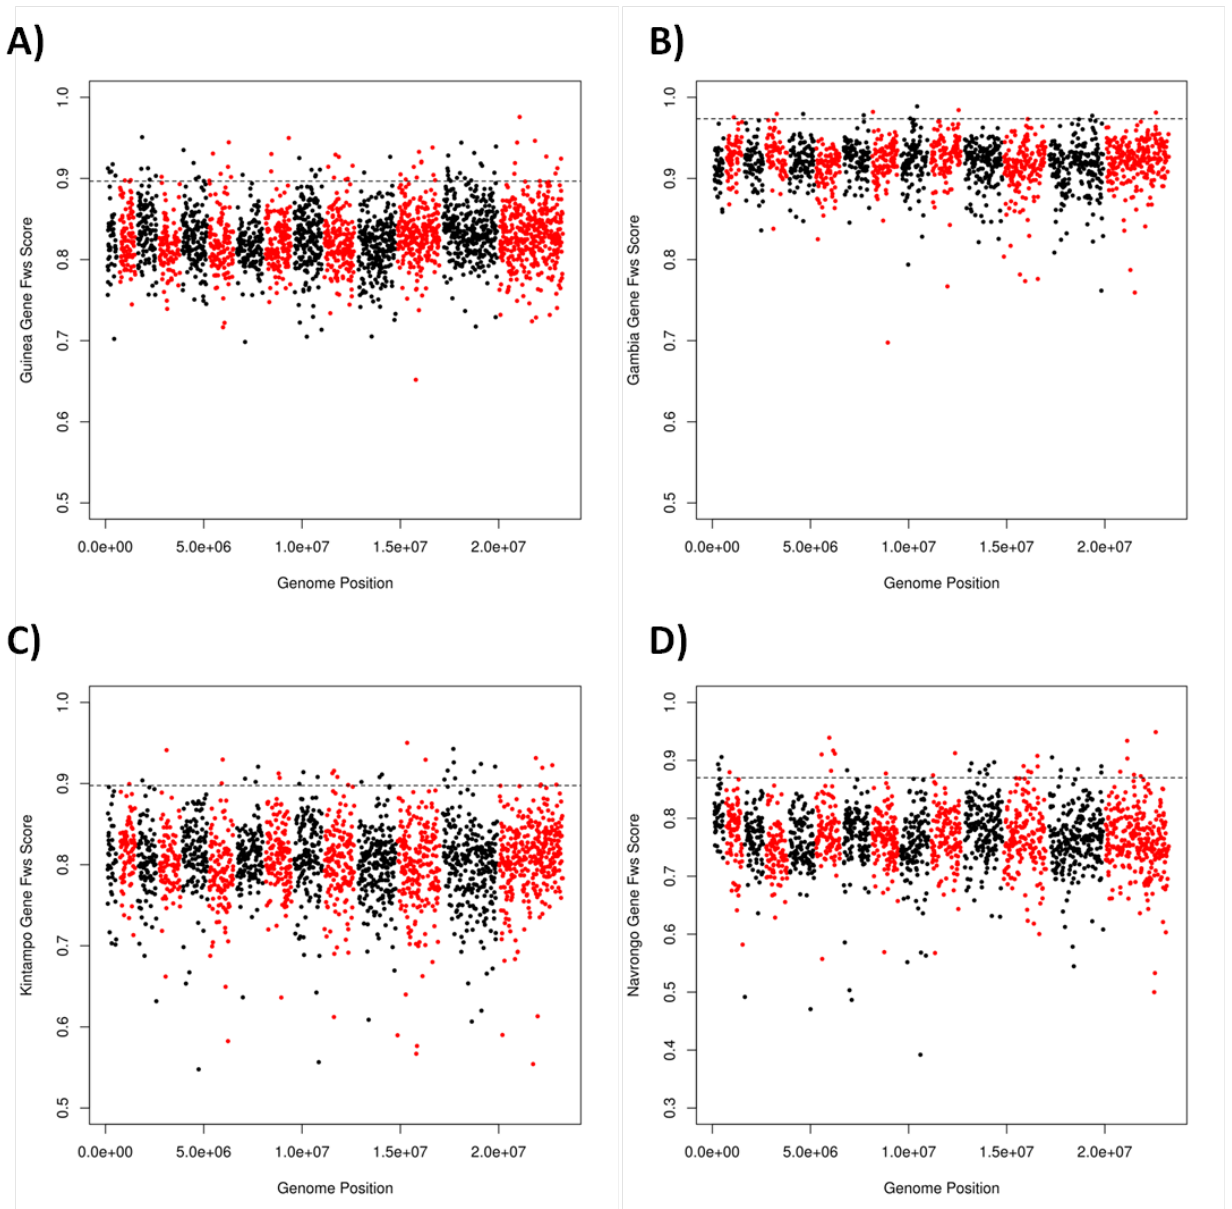 A)
1.0
0.9
0.8
0.7
0.6
0.5
Guinea Gene Fws Score
0.0e+00 5.0e+06 1.0e+07 1.5e+07 2.0e+07
Genome Position
B)
1.0
0.9
0.8
0.7
0.6
0.5
Gambia Gene Fws Score
0.0e+00 5.0e+06 1.0e+07 1.5e+07 2.0e+07
Genome Position
C)
1.0
0.9
0.8
0.7
0.6
0.5
Kintampo Gene Fws Score
0.0e+00 5.0e+06 1.0e+07 1.5e+07 2.0e+07
Genome Position
D)
1.0
0.9
0.8
0.7
0.6
0.5
0.4
0.3
Navrongo Gene Fws Score
0.0e+00 5.0e+06 1.0e+07 1.5e+07 2.0e+07
Genome Position